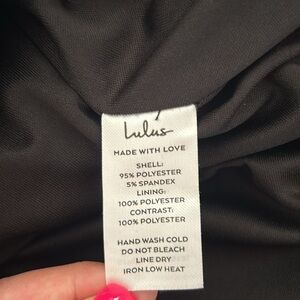 Lulus
MADE WITH LOVE
SHELL:
95% POLYESTER
5% SPANDEX
LINING:
100% POLYESTER
CONTRAST:
100% POLYESTER
HAND WASH COLD
DO NOT BLEACH
LINE DRY
IRON LOW HEAT